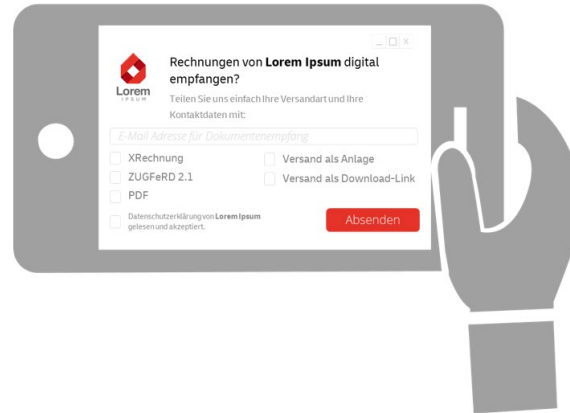 Rechnungen von Lorem Ipsum digital
empfangen?
Lorem
IPSUM
Teilen Sie uns einfach Ihre Versandart und Ihre
Kontaktdaten mit:
E-Mail Adresse für Dokumentenempfang
XRechnung
Versand als Anlage
ZUGFeRD 2.1
Versand als Download-Link
PDF
Datenschutzerklärung von Lorem Ipsum
gelesen und akzeptiert.
Absenden